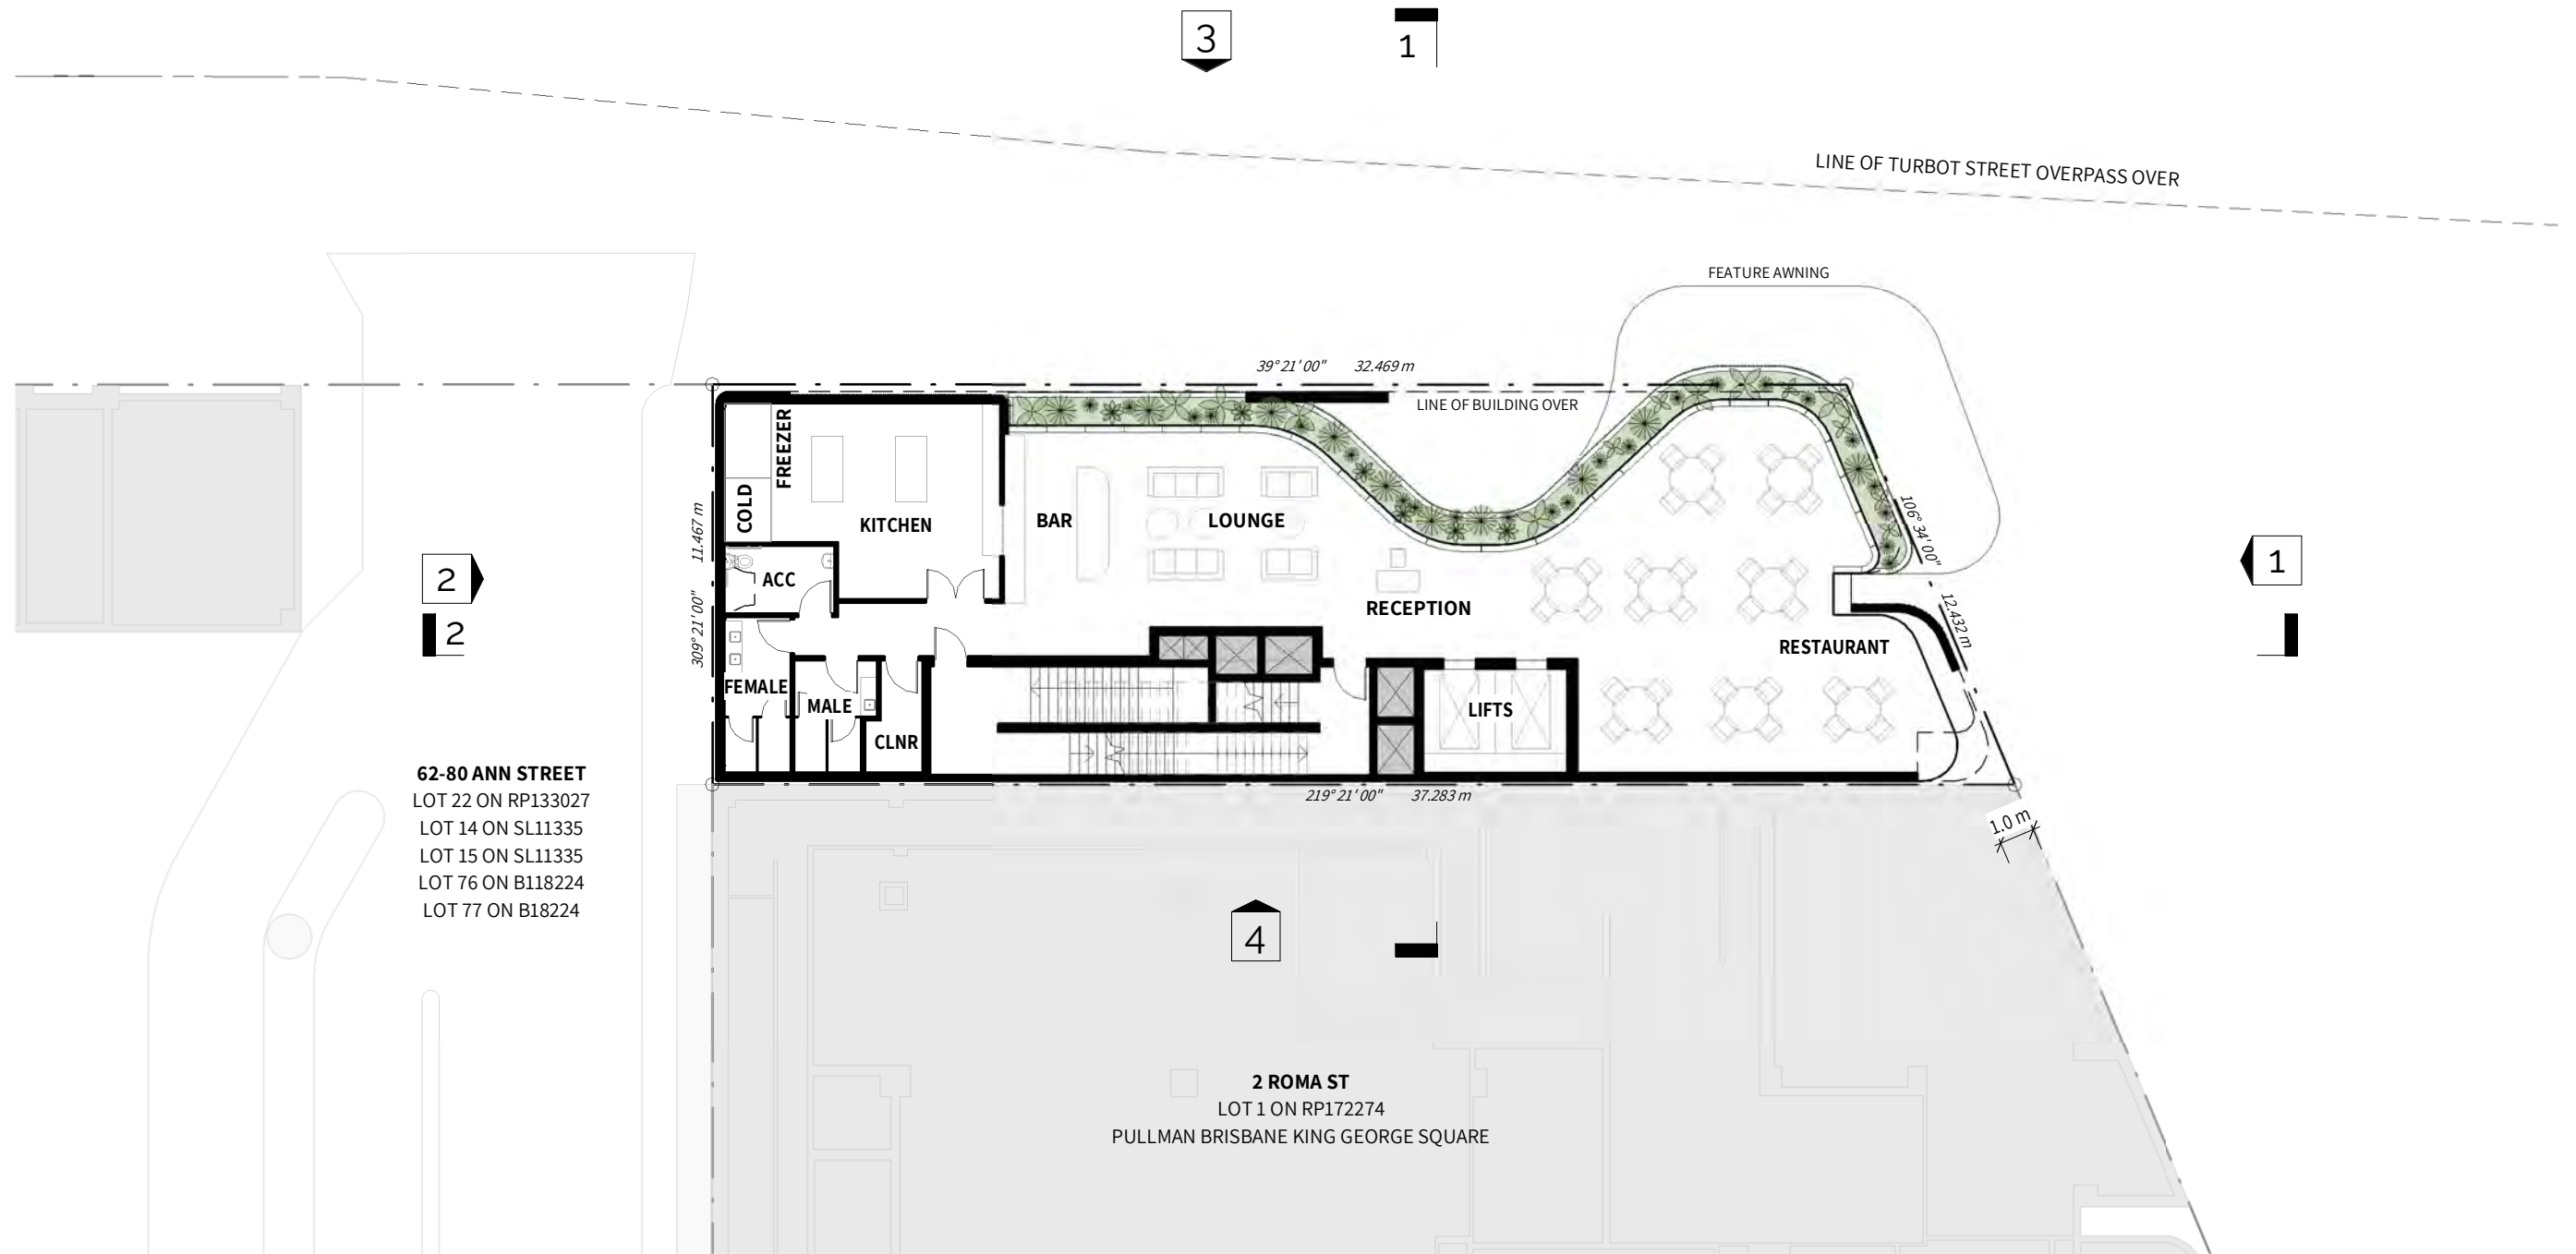 3
1
LINE OF TURBOT STREET OVERPASS OVER
FEATURE AWNING
39° 21' 00" 32.469 m
LINE OF BUILDING OVER
FREEZER
COLD
KITCHEN
BAR
LOUNGE
11.467 m
309° 21' 00"
106° 34' 00"
12.432 m
2
2
1
ACC
RECEPTION
RESTAURANT
FEMALE
MALE
CLNR
LIFTS
219° 21' 00" 37.283 m
1.0 m
62-80 ANN STREET
LOT 22 ON RP133027
LOT 14 ON SL11335
LOT 15 ON SL11335
LOT 76 ON B118224
LOT 77 ON B18224
4
2 ROMA ST
LOT 1 ON RP172274
PULLMAN BRISBANE KING GEORGE SQUARE